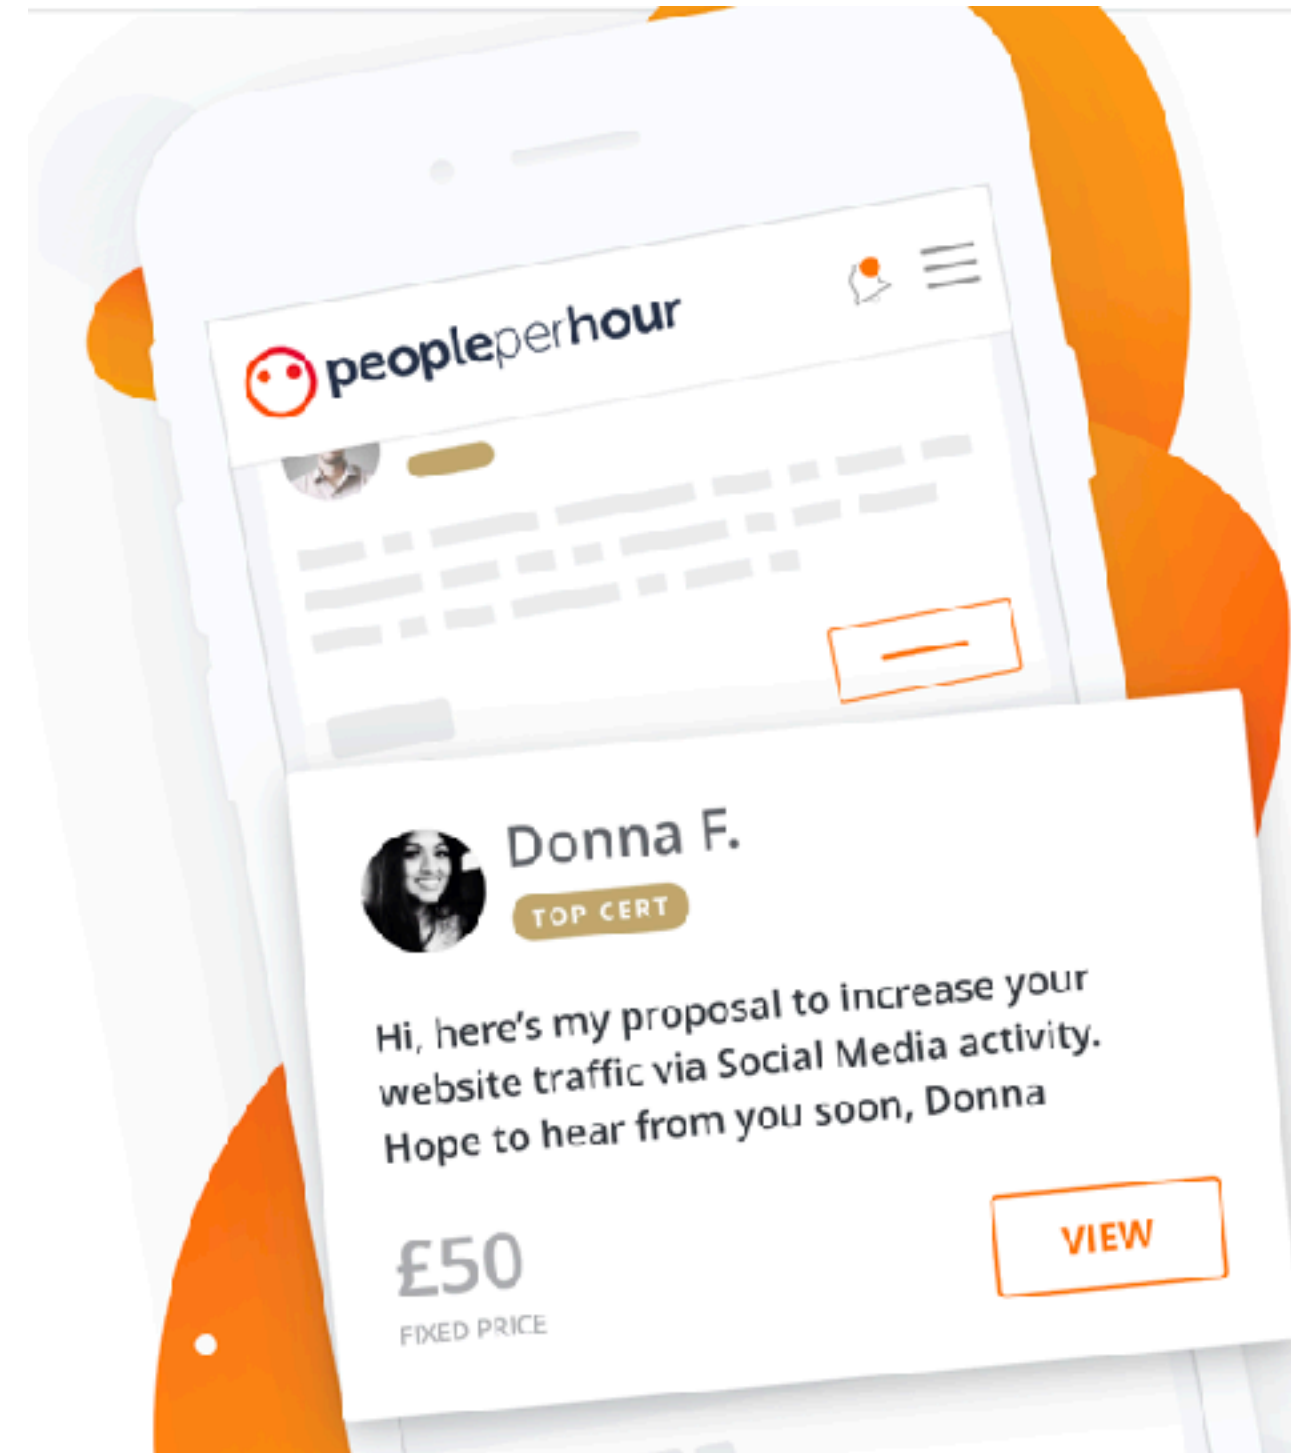 peopleperhour
Donna F.
TOP CERT
Hi, here's my proposal to increase your
website traffic via Social Media activity.
Hope to hear from you soon, Donna
£50
FIXED PRICE
VIEW